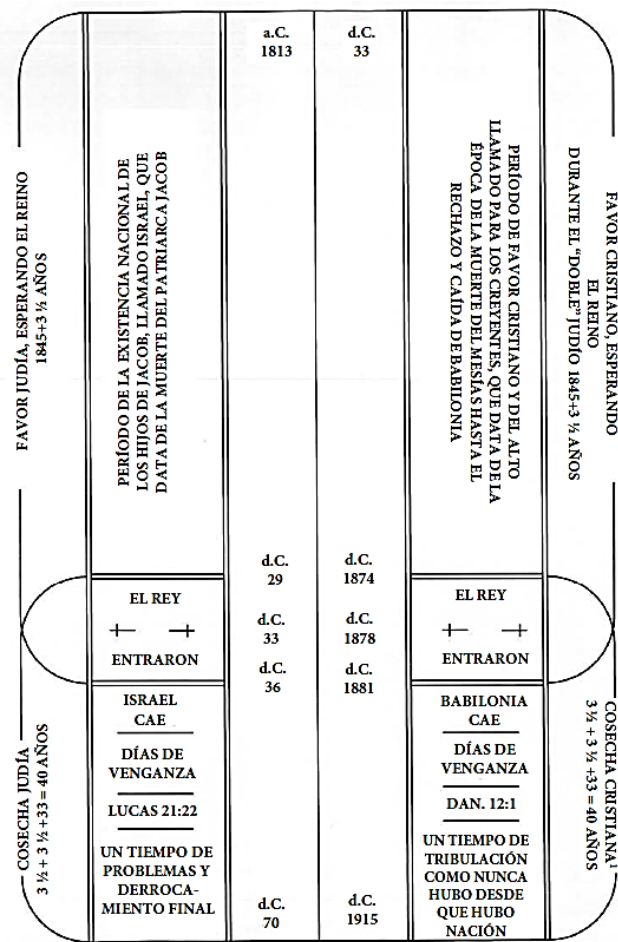 FAVOR JUDÍA, ESPERANDO EL REINO
1845+3 ½ AÑOS
COSECHA JUDÍA
3 ½ + 3 ½ +33 = 40 AÑOS
PERÍODO DE LA EXISTENCIA NACIONAL DE
LOS HIJOS DE JACOB, LLAMADO ISRAEL, QUE
DATA DE LA MUERTE DEL PATRIARCA JACOB
EL REY
ENTRARON
ISRAEL
CAE
DÍAS DE
VENGANZA
LUCAS 21:22
UN TIEMPO DE
PROBLEMAS Y
DERROCA-
MIENTO FINAL
a.C.
1813
d.C.
29
d.C.
33
d.C.
36
d.C.
70
d.C.
33
d.C.
1874
d.C.
1878
d.C.
1881
d.C.
1915
PERÍODO DE FAVOR CRISTIANO Y DEL ALTO
LLAMADO PARA LOS CREYENTES, QUE DATA DE LA
ÉPOCA DE LA MUERTE DEL MESÍAS HASTA EL
RECHAZO Y CAÍDA DE BABILONIA
EL REY
ENTRARON
BABILONIA
CAE
DÍAS DE
VENGANZA
DAN. 12:1
UN TIEMPO DE
TRIBULACIÓN
COMO NUNCA
HUBO DESDE
QUE HUBO
NACIÓN
FAVOR CRISTIANO, ESPERANDO
EL REINO
DURANTE EL "DOBLE" JUDÍO 1845+3 ½ AÑOS
COSECHA CRISTIANA¹
3 ½ + 3 ½ +33 = 40 AÑOS